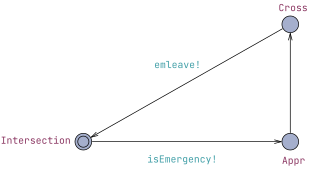 Cross
emleave!
Intersection
isEmergency!
Appr